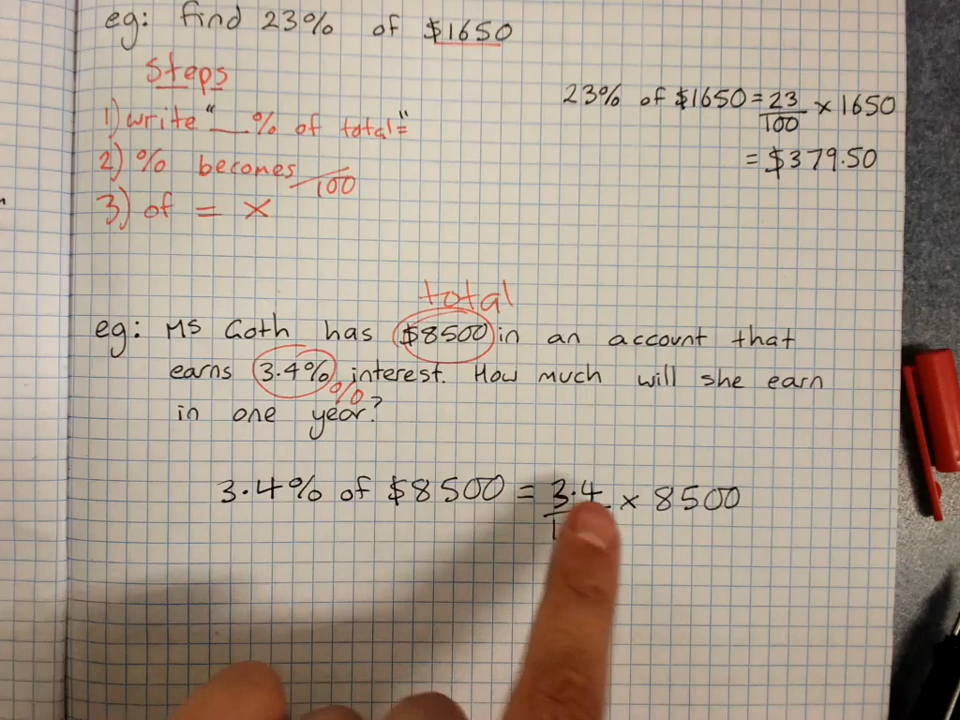 eg: find 23% of $1650
Steps
1) write "__% of total="
2) % becomes /100
3) of = ×
23% of $1650 = 23/100 × 1650
= $379.50
total
eg: Ms Goth has $8500 in an account that
earns 3.4% interest. How much will she earn
%
in one year?
3.4% of $8500 = 3.4/ × 8500